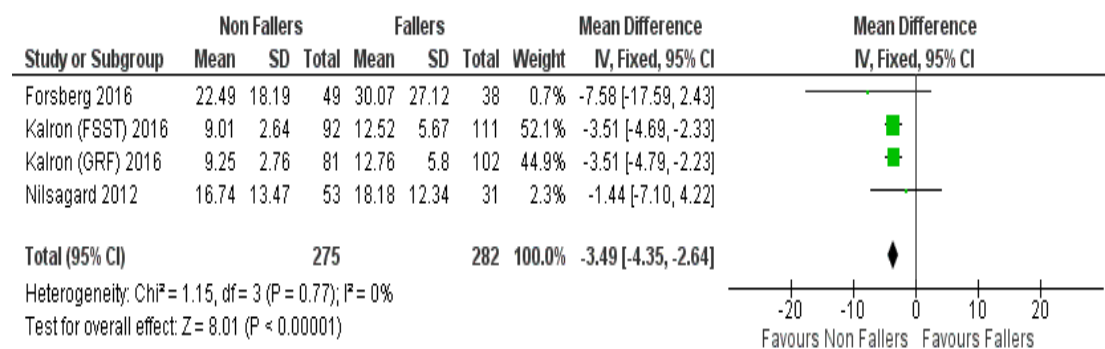 Non Fallers Fallers Mean Difference Mean Difference
Study or Subgroup Mean SD Total Mean SD Total Weight IV, Fixed, 95% CI IV, Fixed, 95% CI
Forsberg 2016 22.49 18.19 49 30.07 27.12 38 0.7% -7.58 [-17.59, 2.43]
Kalron (FSST) 2016 9.01 2.64 92 12.52 5.67 111 52.1% -3.51 [-4.69, -2.33]
Kalron (GRF) 2016 9.25 2.76 81 12.76 5.8 102 44.9% -3.51 [-4.79, -2.23]
Nilsagard 2012 16.74 13.47 53 18.18 12.34 31 2.3% -1.44 [-7.10, 4.22]
Total (95% CI) 275 282 100.0% -3.49 [-4.35, -2.64]
Heterogeneity: Chi² = 1.15, df = 3 (P = 0.77); I² = 0%
Test for overall effect: Z = 8.01 (P < 0.00001)
-20 -10 0 10 20
Favours Non Fallers Favours Fallers